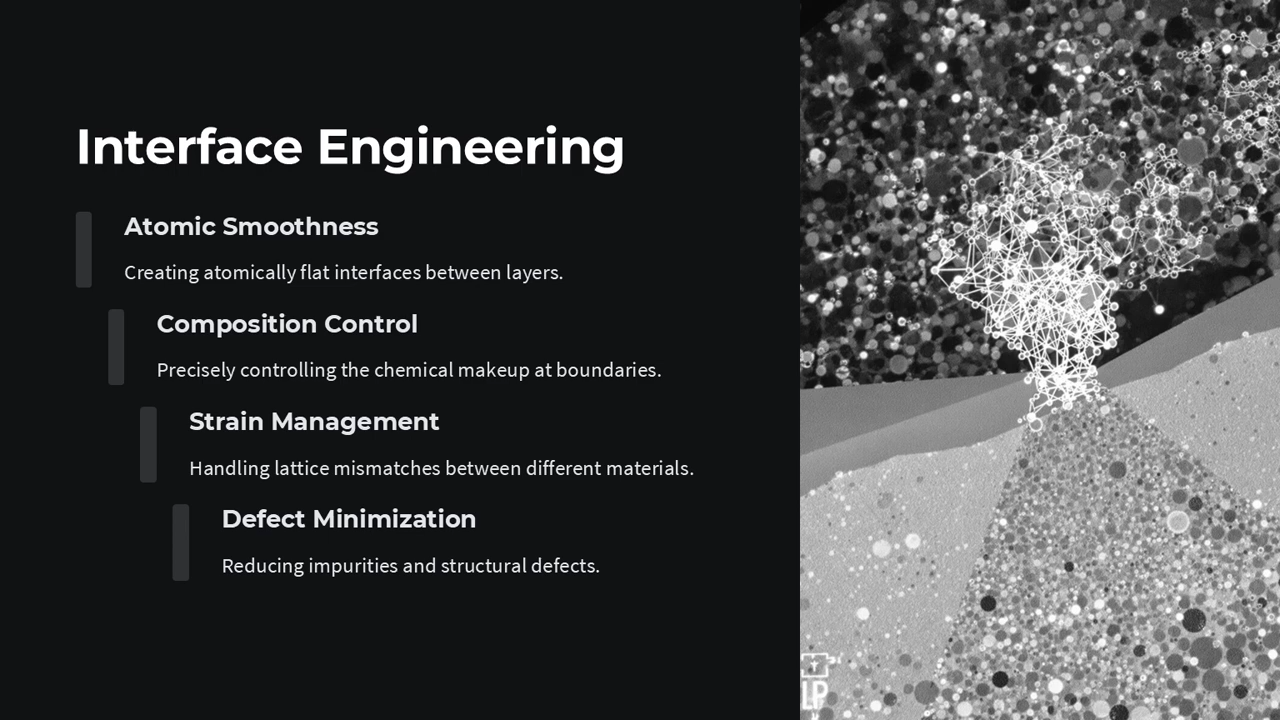 Interface Engineering
Atomic Smoothness
Creating atomically flat interfaces between layers.
Composition Control
Precisely controlling the chemical makeup at boundaries.
Strain Management
Handling lattice mismatches between different materials.
Defect Minimization
Reducing impurities and structural defects.
LP